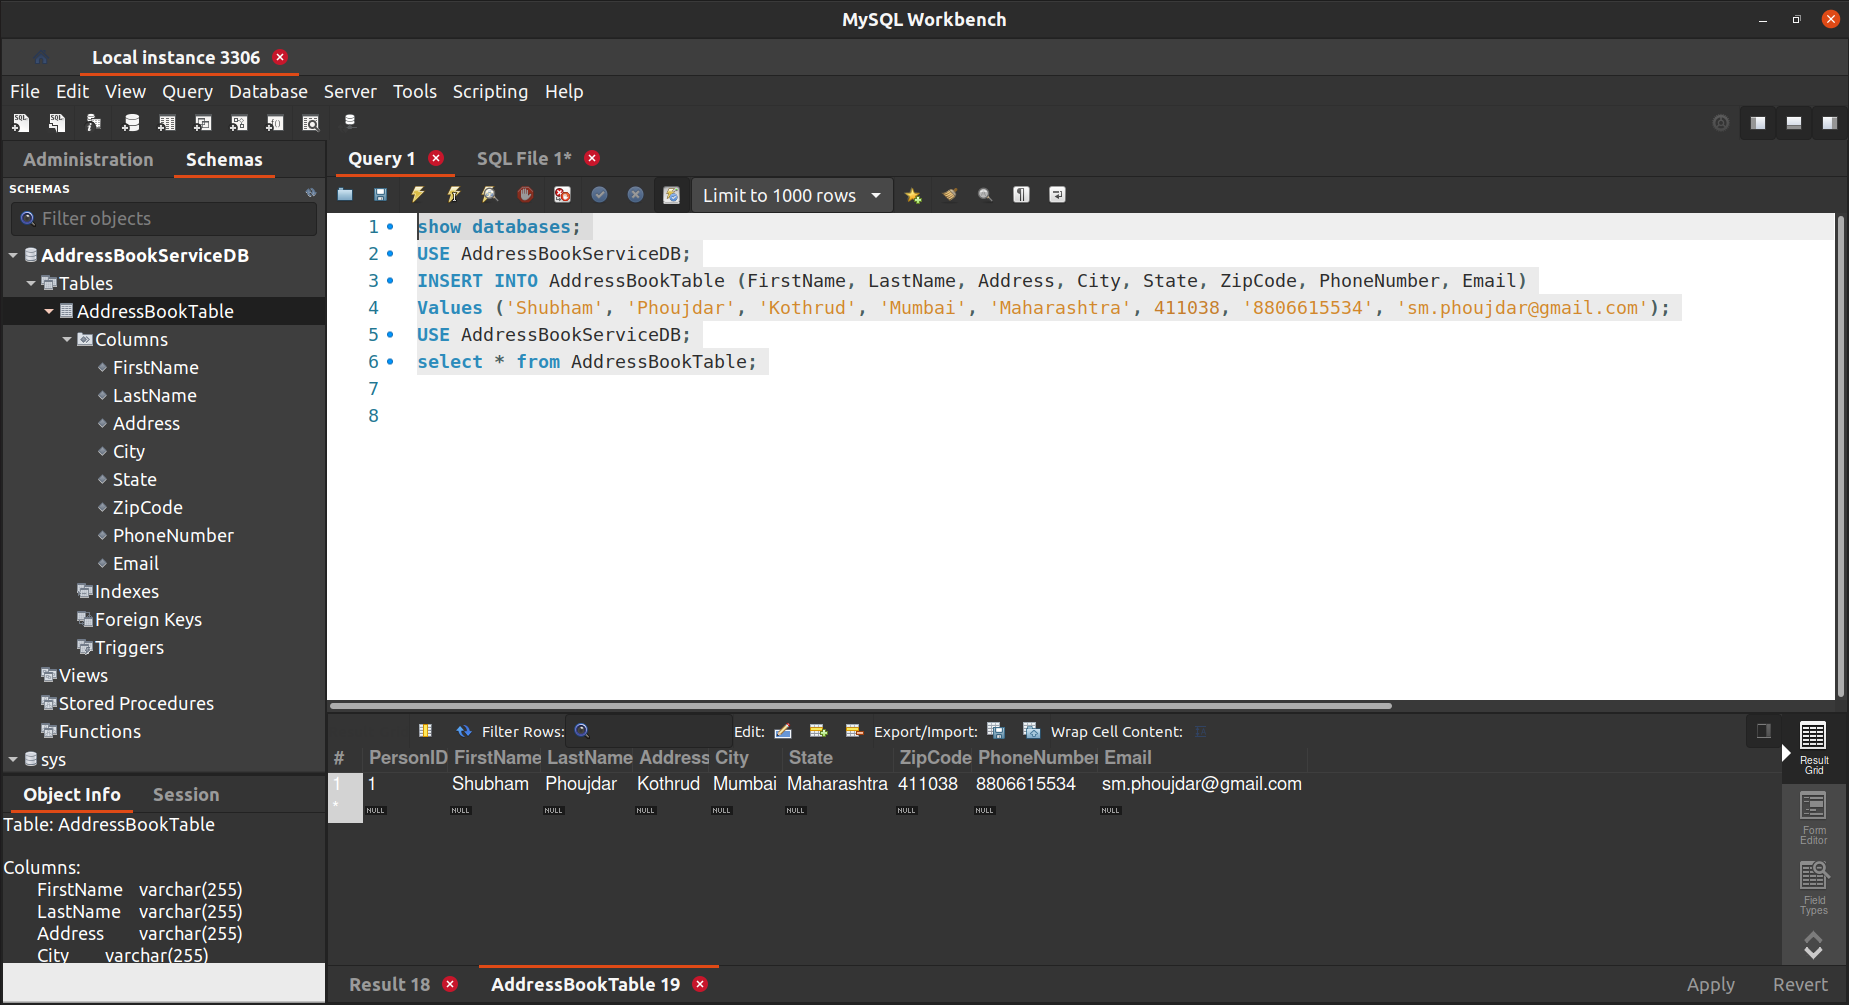 MySQL Workbench
Local instance 3306
File Edit View Query Database Server Tools Scripting Help
Administration Schemas
SCHEMAS
Filter objects
AddressBookServiceDB
Tables
AddressBookTable
Columns
FirstName
LastName
Address
City
State
ZipCode
PhoneNumber
Email
Indexes
Foreign Keys
Triggers
Views
Stored Procedures
Functions
sys
Object Info Session
Table: AddressBookTable
Columns:
FirstName varchar(255)
LastName varchar(255)
Address varchar(255)
City varchar(255)
Query 1 SQL File 1*
Limit to 1000 rows
1 show databases;
2 USE AddressBookServiceDB;
3 INSERT INTO AddressBookTable (FirstName, LastName, Address, City, State, ZipCode, PhoneNumber, Email)
4 Values ('Shubham', 'Phoujdar', 'Kothrud', 'Mumbai', 'Maharashtra', 411038, '8806615534', 'sm.phoujdar@gmail.com');
5 USE AddressBookServiceDB;
6 select * from AddressBookTable;
7
8
Filter Rows: Edit: Export/Import: Wrap Cell Content:
# PersonID FirstName LastName Address City State ZipCode PhoneNumber Email
1 1 Shubham Phoujdar Kothrud Mumbai Maharashtra 411038 8806615534 sm.phoujdar@gmail.com
* NULL NULL NULL NULL NULL NULL NULL NULL NULL
Result
Grid
Form
Editor
Field
Types
Result 18 AddressBookTable 19 Apply Revert